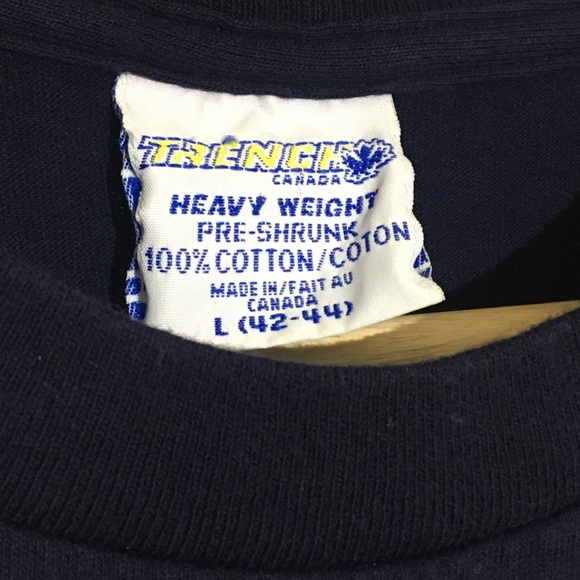 TRENCH
CANADA
HEAVY WEIGHT
PRE-SHRUNK
100% COTTON/COTON
MADE IN/FAIT AU
CANADA
L (42-44)